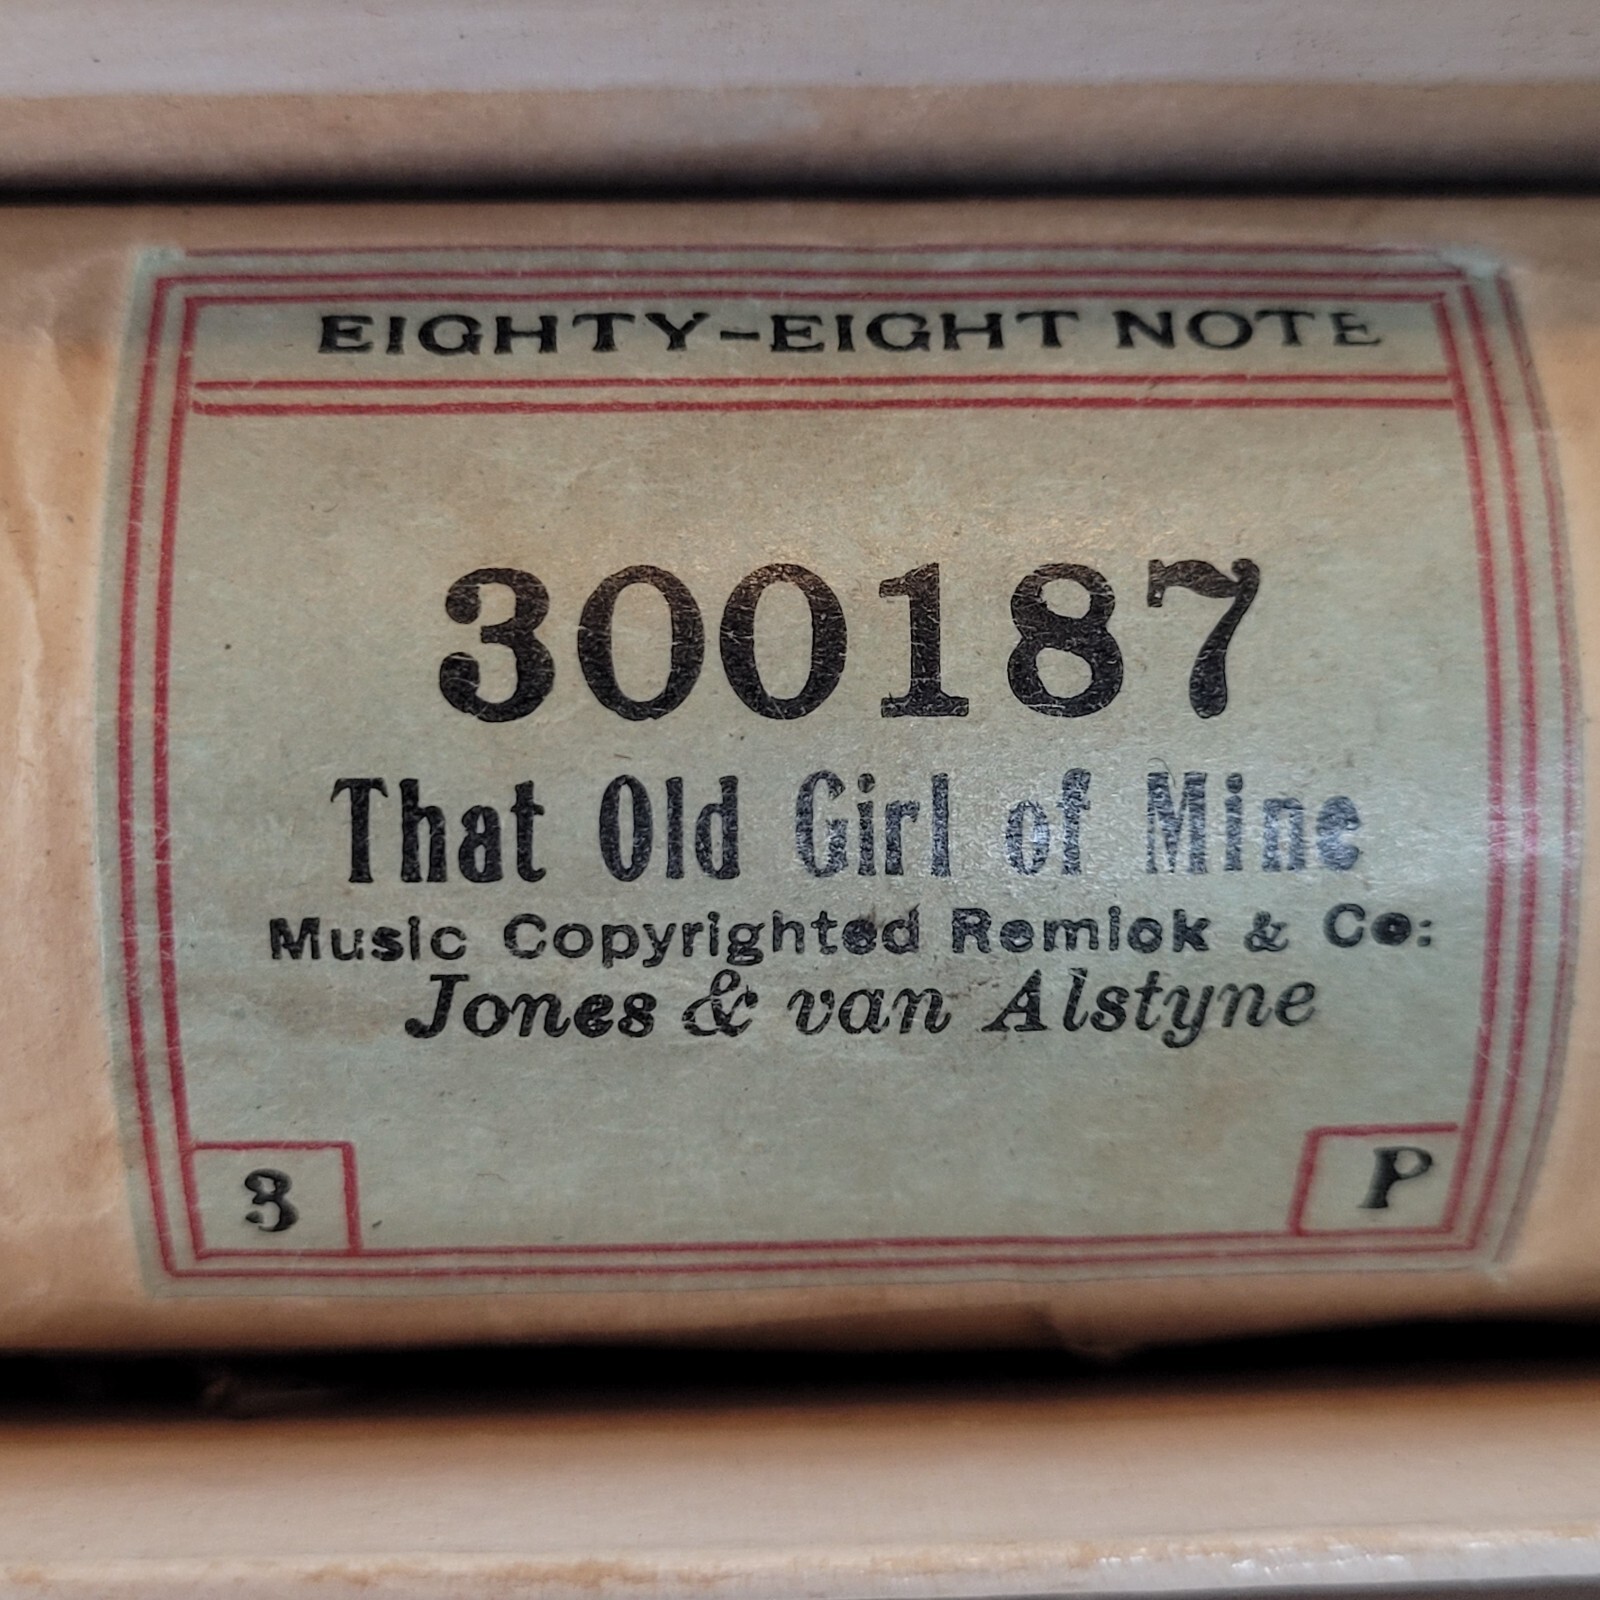 EIGHTY-EIGHT NOTE
300187
That Old Girl of Mine
Music Copyrighted Remick & Co:
Jones & van Alstyne
3
P